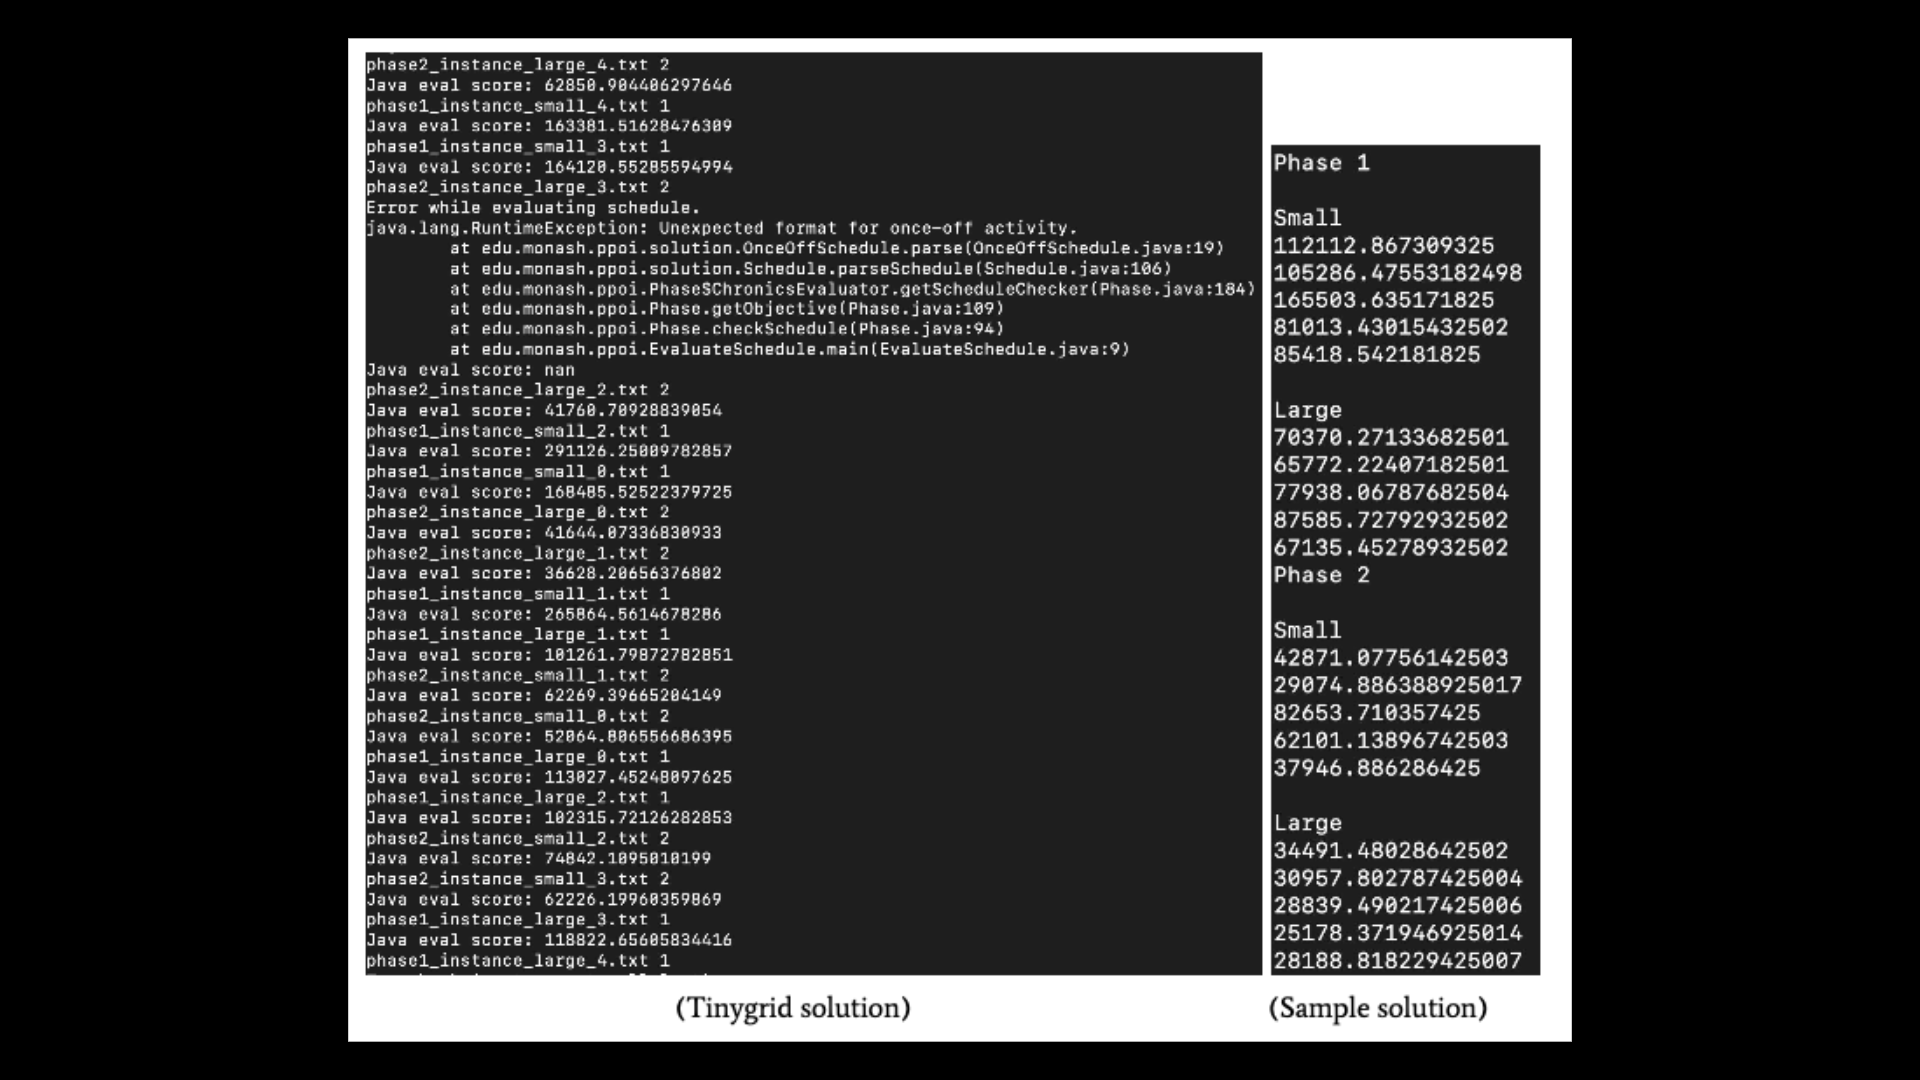 phase2_instance_large_4.txt 2
Java eval score: 62850.904406297646
phase1_instance_small_4.txt 1
Java eval score: 163381.51628476309
phase1_instance_small_3.txt 1
Java eval score: 164120.55285594994
phase2_instance_large_3.txt 2
Error while evaluating schedule.
java.lang.RuntimeException: Unexpected format for once-off activity.
at edu.monash.ppoi.solution.OnceOffSchedule.parse(OnceOffSchedule.java:19)
at edu.monash.ppoi.solution.Schedule.parseSchedule(Schedule.java:106)
at edu.monash.ppoi.Phase$ChronicsEvaluator.getScheduleChecker(Phase.java:184)
at edu.monash.ppoi.Phase.getObjective(Phase.java:109)
at edu.monash.ppoi.Phase.checkSchedule(Phase.java:94)
at edu.monash.ppoi.EvaluateSchedule.main(EvaluateSchedule.java:9)
Java eval score: nan
phase2_instance_large_2.txt 2
Java eval score: 41760.70928839054
phase1_instance_small_2.txt 1
Java eval score: 291126.25009782857
phase1_instance_small_0.txt 1
Java eval score: 168485.52522379725
phase2_instance_large_0.txt 2
Java eval score: 41644.07336830933
phase2_instance_large_1.txt 2
Java eval score: 36628.20656376802
phase1_instance_small_1.txt 1
Java eval score: 265864.5614678286
phase1_instance_large_1.txt 1
Java eval score: 101261.79872782851
phase2_instance_small_1.txt 2
Java eval score: 62269.39665204149
phase2_instance_small_0.txt 2
Java eval score: 52064.806556686395
phase1_instance_large_0.txt 1
Java eval score: 113027.45248097625
phase1_instance_large_2.txt 1
Java eval score: 102315.72126282853
phase2_instance_small_2.txt 2
Java eval score: 74842.1095010199
phase2_instance_small_3.txt 2
Java eval score: 62226.19960359869
phase1_instance_large_3.txt 1
Java eval score: 118822.65605834416
phase1_instance_large_4.txt 1
(Tinygrid solution)
Phase 1
Small
112112.867309325
105286.47553182498
165503.635171825
81013.43015432502
85418.542181825
Large
70370.27133682501
65772.22407182501
77938.06787682504
87585.72792932502
67135.45278932502
Phase 2
Small
42871.07756142503
29074.886388925017
82653.710357425
62101.13896742503
37946.886286425
Large
34491.48028642502
30957.802787425004
28839.490217425006
25178.371946925014
28188.818229425007
(Sample solution)